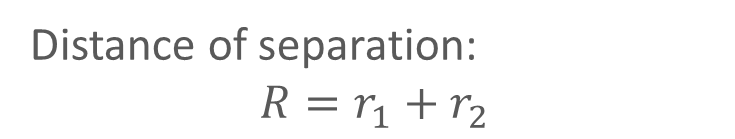 Distance of separation:
R = r₁ + r₂